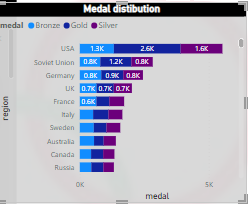 Medal distibution
medal Bronze Gold Silver
USA 1.3K 2.6K 1.6K
Soviet Union 0.8K 1.2K 0.8K
Germany 0.8K 0.9K 0.8K
UK 0.7K 0.7K 0.7K
France 0.6K
Italy
Sweden
Australia
Canada
Russia
region
0K 5K
medal